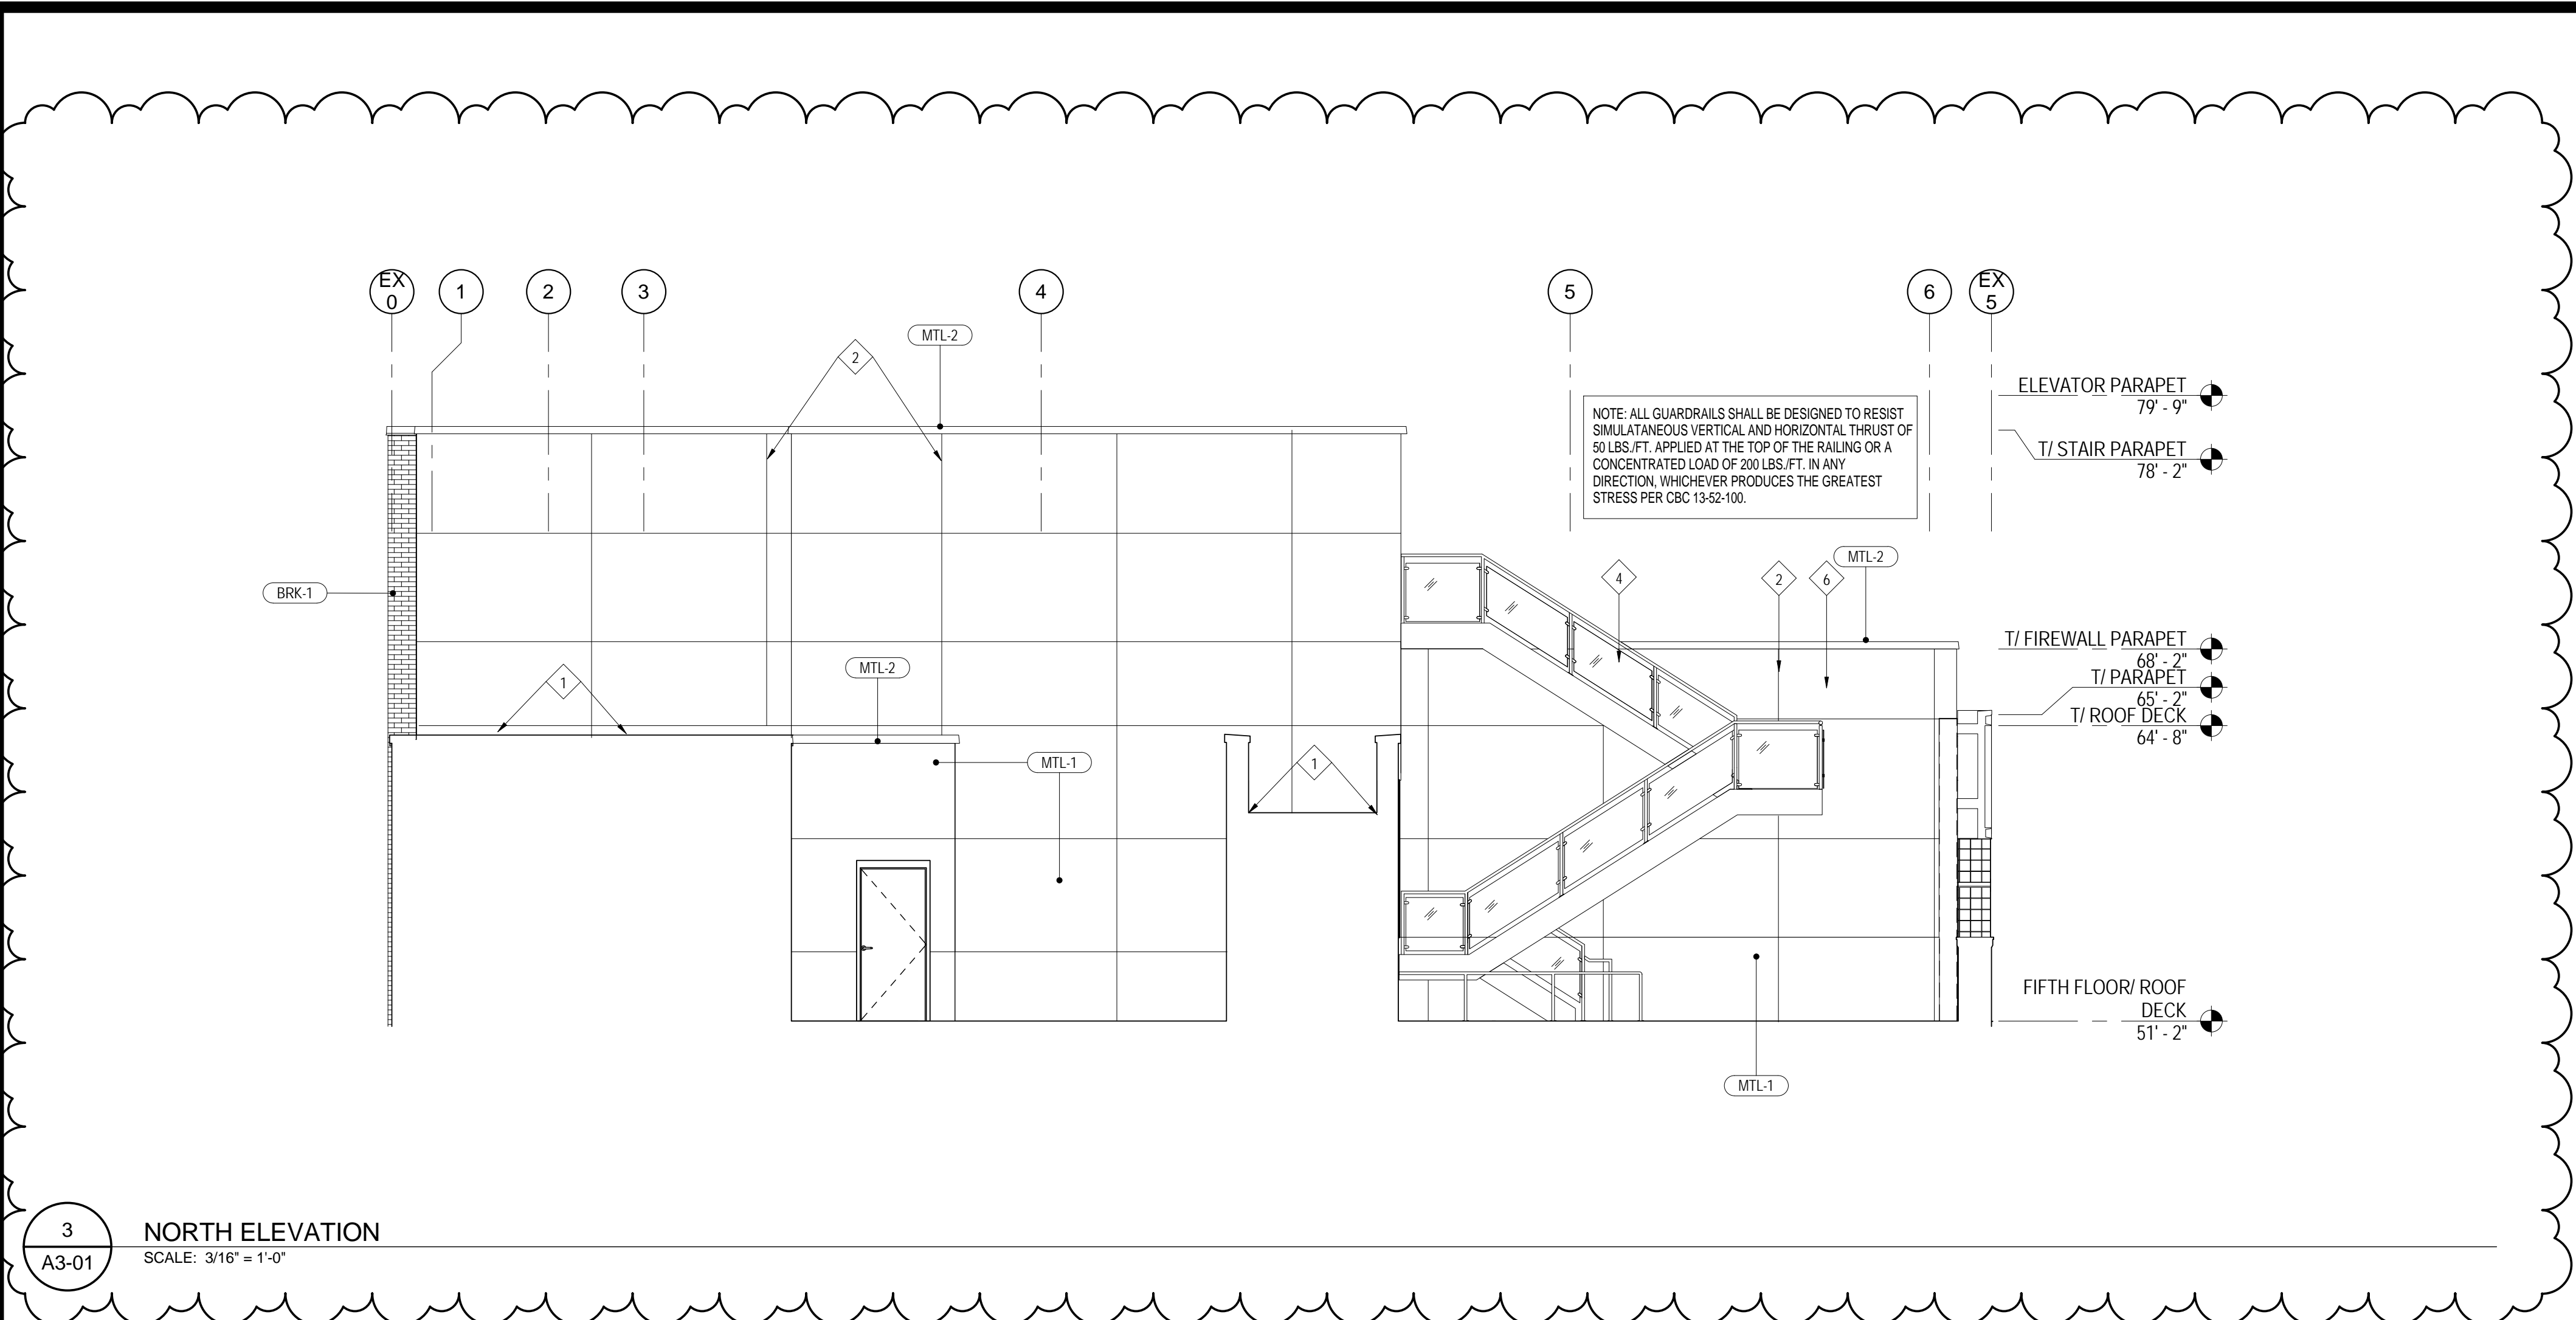 EX
0
1
2
3
4
5
6
EX
5
MTL-2
2
ELEVATOR PARAPET
79' - 9"
NOTE: ALL GUARDRAILS SHALL BE DESIGNED TO RESIST
SIMULATANEOUS VERTICAL AND HORIZONTAL THRUST OF
50 LBS./FT. APPLIED AT THE TOP OF THE RAILING OR A
CONCENTRATED LOAD OF 200 LBS./FT. IN ANY
DIRECTION, WHICHEVER PRODUCES THE GREATEST
STRESS PER CBC 13-52-100.
T/ STAIR PARAPET
78' - 2"
MTL-2
4
2
6
BRK-1
T/ FIREWALL PARAPET
68' - 2"
MTL-2
1
T/ PARAPET
65' - 2"
T/ ROOF DECK
64' - 8"
MTL-1
1
FIFTH FLOOR/ ROOF
DECK
51' - 2"
MTL-1
3
A3-01
NORTH ELEVATION
SCALE: 3/16" = 1'-0"